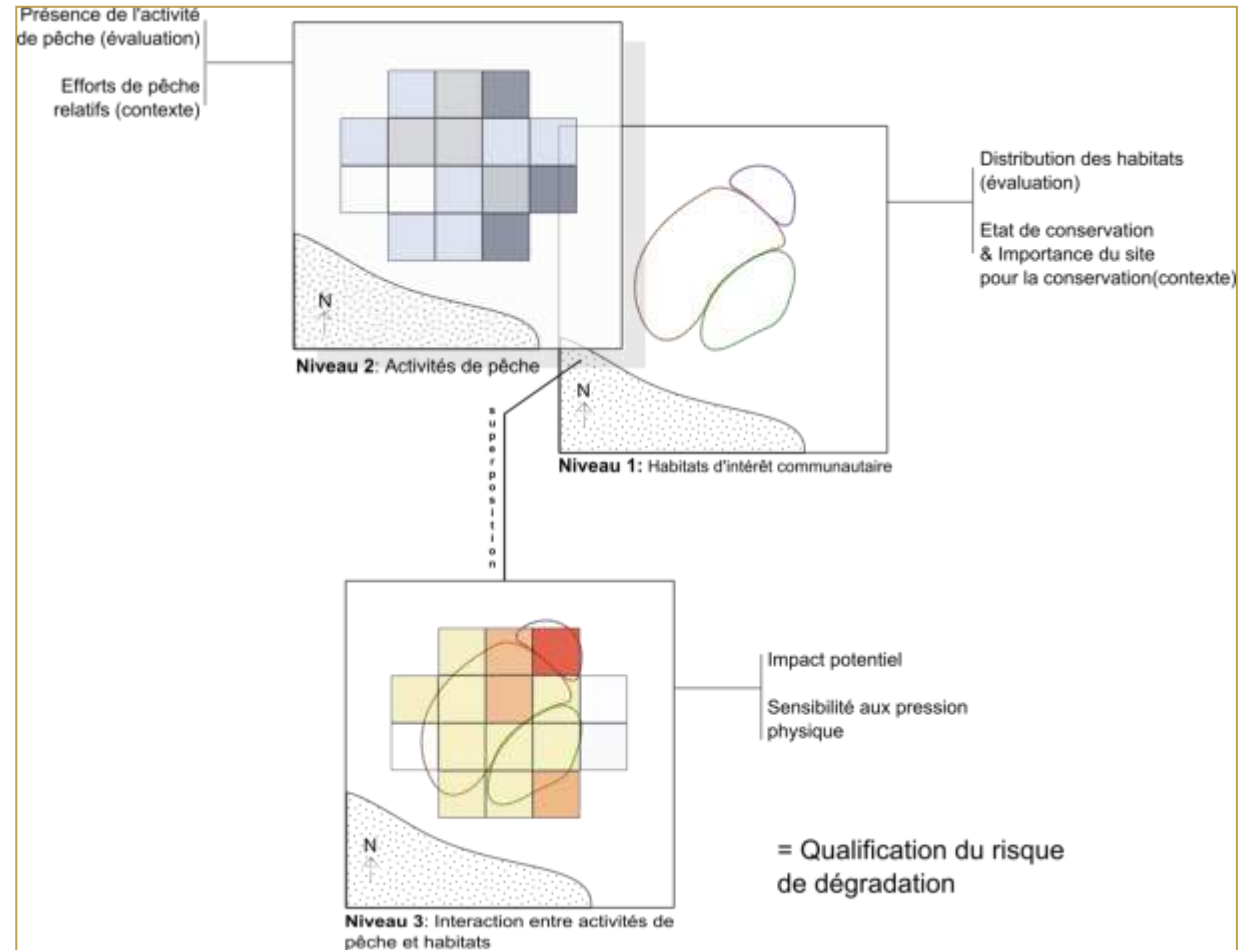 Présence de l'activité
de pêche (évaluation)
Efforts de pêche
relatifs (contexte)
N
Niveau 2: Activités de pêche
Distribution des habitats
(évaluation)
Etat de conservation
& Importance du site
pour la conservation(contexte)
N
Niveau 1: Habitats d'intérêt communautaire
superposition
Impact potentiel
Sensibilité aux pression
physique
N
Niveau 3: Interaction entre activités de
pêche et habitats
= Qualification du risque
de dégradation